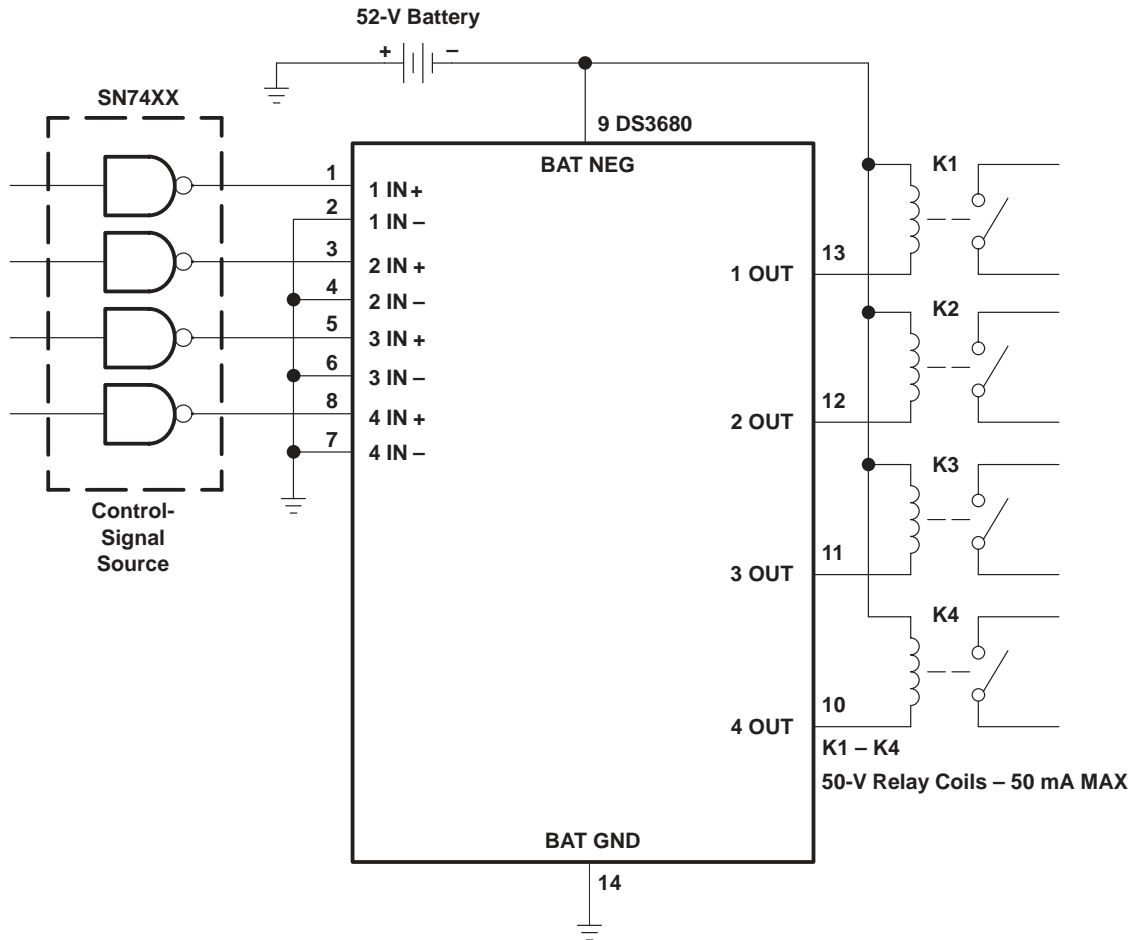 52-V Battery
+ –
SN74XX
9 DS3680
BAT NEG
K1
1
1 IN +
2
1 IN –
3
2 IN +
13
1 OUT
4
2 IN –
K2
5
3 IN +
6
3 IN –
8
4 IN +
12
2 OUT
7
4 IN –
K3
Control-
Signal
Source
11
3 OUT
K4
10
4 OUT
K1 – K4
50-V Relay Coils – 50 mA MAX
BAT GND
14